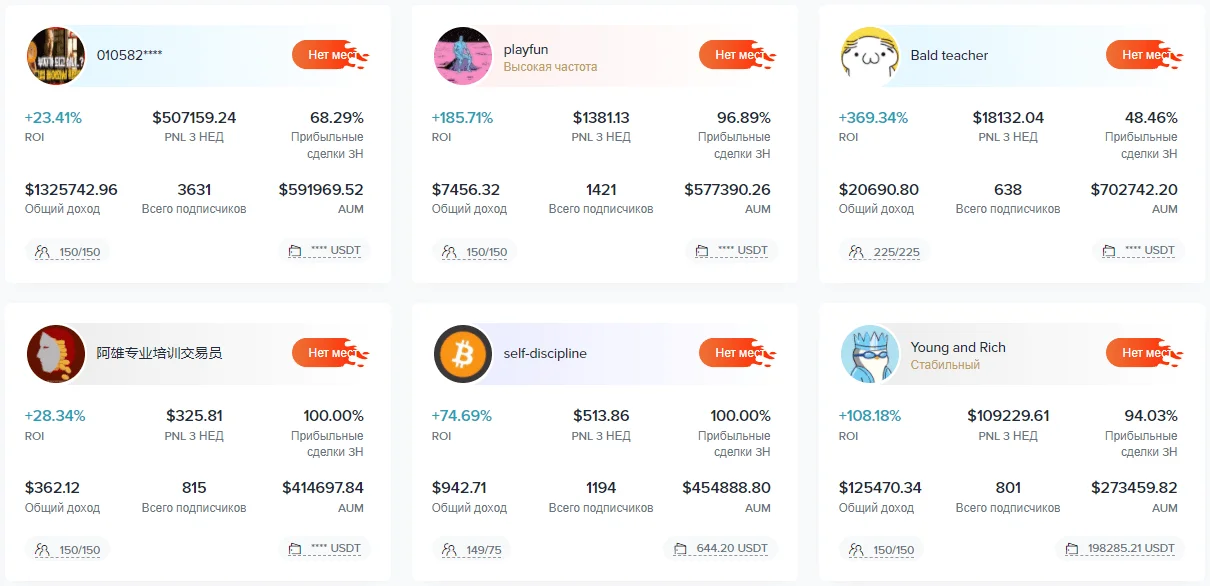 010582****
Нет мест
+23.41%
$507159.24
68.29%
ROI
PNL 3 НЕД
Прибыльные
сделки 3Н
$1325742.96
3631
$591969.52
Общий доход
Всего подписчиков
AUM
150/150
**** USDT
playfun
Высокая частота
Нет мест
+185.71%
$1381.13
96.89%
ROI
PNL 3 НЕД
Прибыльные
сделки 3Н
$7456.32
1421
$577390.26
Общий доход
Всего подписчиков
AUM
150/150
**** USDT
Bald teacher
Нет мест
+369.34%
$18132.04
48.46%
ROI
PNL 3 НЕД
Прибыльные
сделки 3Н
$20690.80
638
$702742.20
Общий доход
Всего подписчиков
AUM
225/225
**** USDT
阿雄专业培训交易员
Нет мест
+28.34%
$325.81
100.00%
ROI
PNL 3 НЕД
Прибыльные
сделки 3Н
$362.12
815
$414697.84
Общий доход
Всего подписчиков
AUM
150/150
**** USDT
self-discipline
Нет мест
+74.69%
$513.86
100.00%
ROI
PNL 3 НЕД
Прибыльные
сделки 3Н
$942.71
1194
$454888.80
Общий доход
Всего подписчиков
AUM
149/75
644.20 USDT
Young and Rich
Стабильный
Нет мест
+108.18%
$109229.61
94.03%
ROI
PNL 3 НЕД
Прибыльные
сделки 3Н
$125470.34
801
$273459.82
Общий доход
Всего подписчиков
AUM
150/150
198285.21 USDT